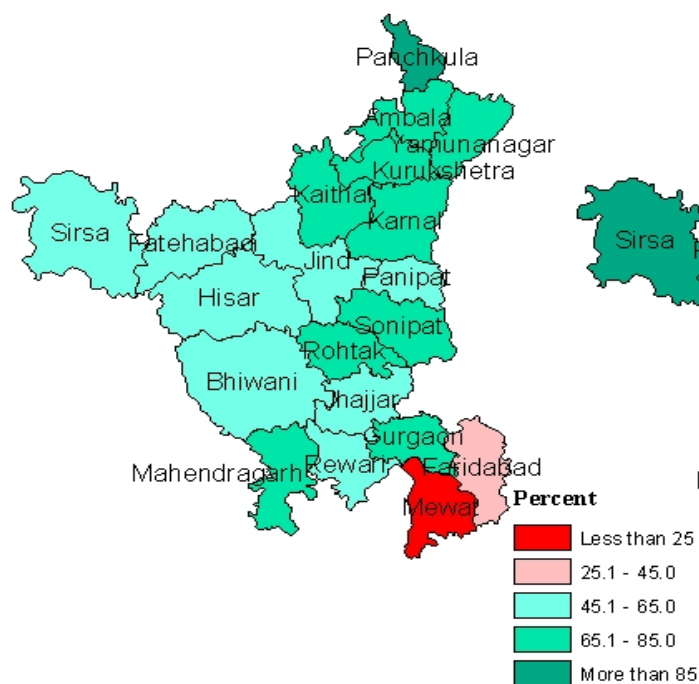 Panchkula
Ambala
Yamunanagar
Kurukshetra
Kaithal
Karnal
Sirsa
Fatehabad
Jind
Panipat
Hisar
Sonipat
Rohtak
Bhiwani
Jhajjar
Gurgaon
Mahendragarh
Rewari
Faridabad
Mewat
Sirsa
Percent
Less than 25
25.1 - 45.0
45.1 - 65.0
65.1 - 85.0
More than 85